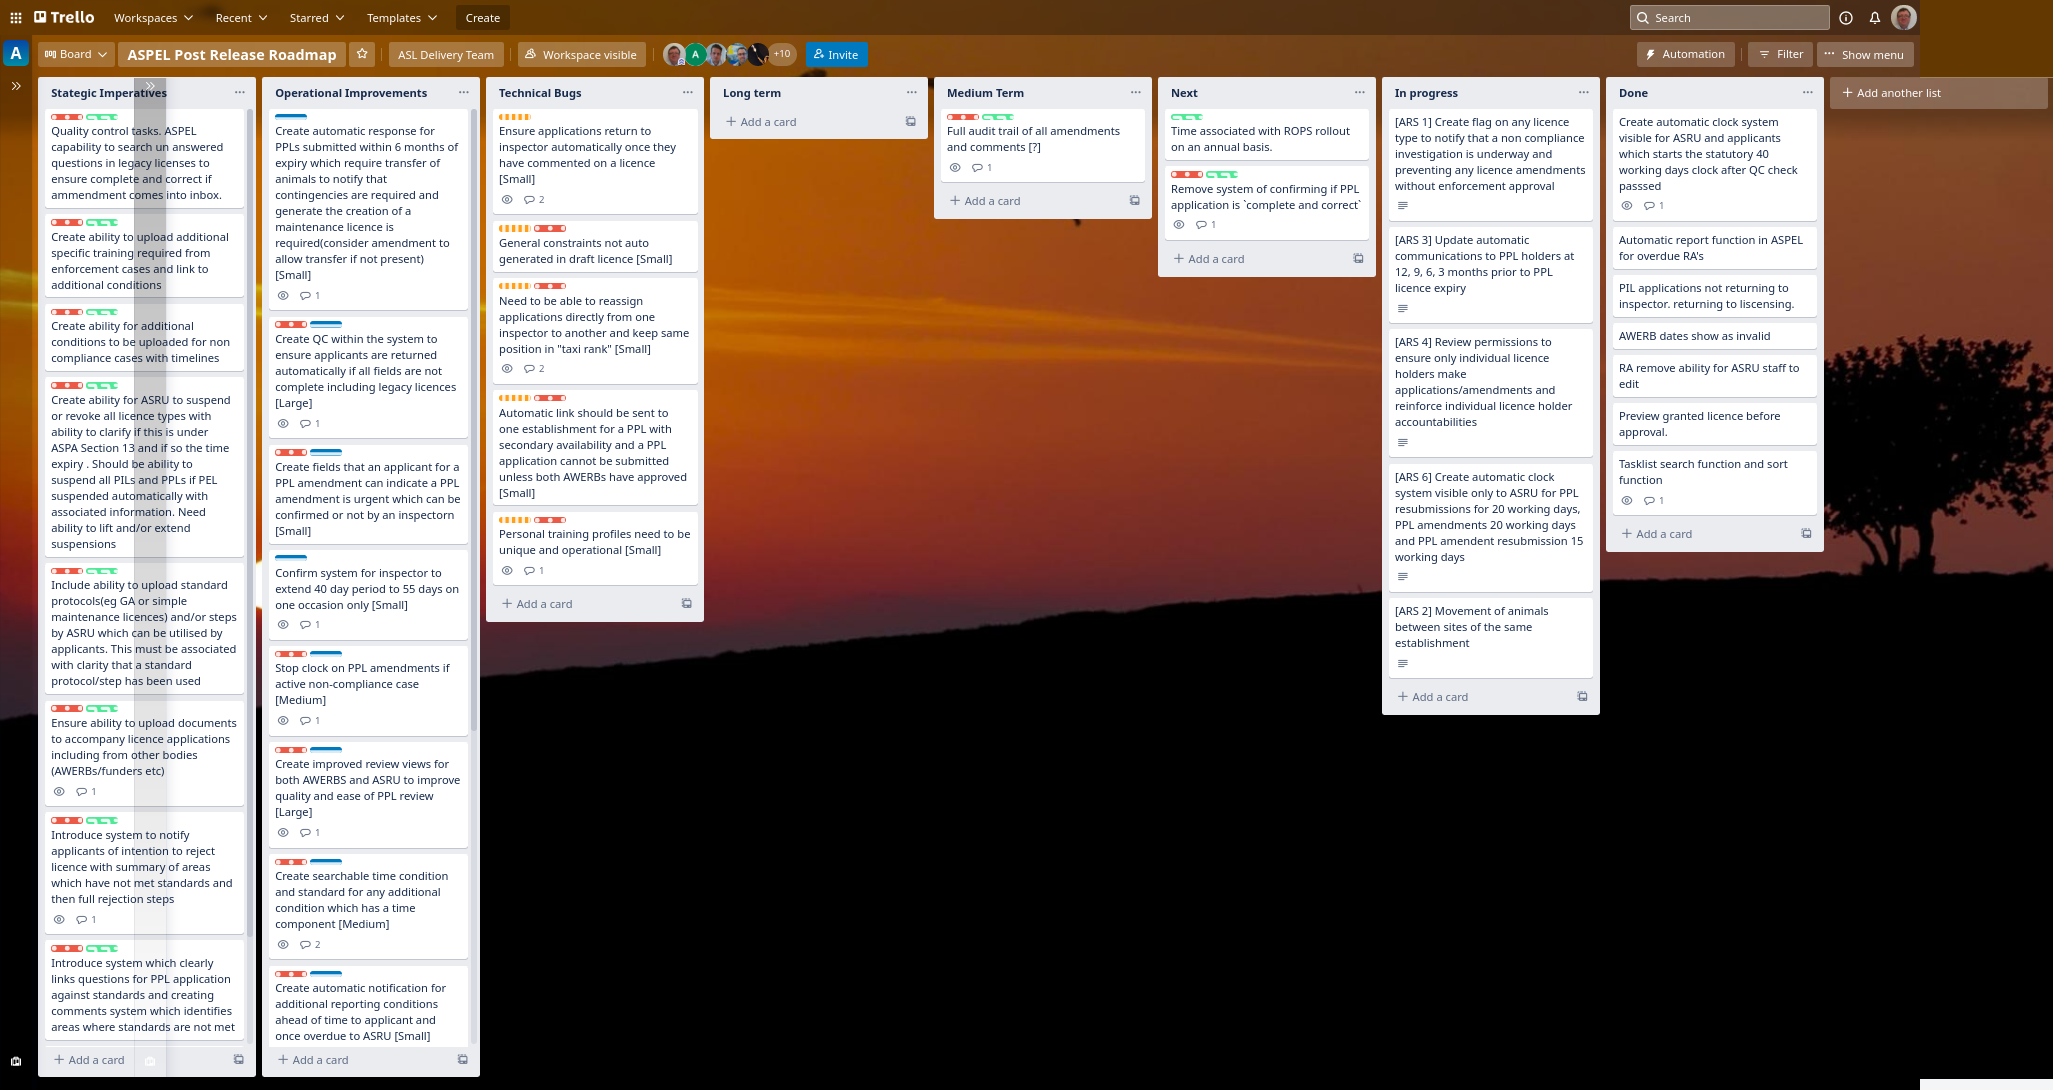 Trello
Workspaces
Recent
Starred
Templates
Create
Search
A
Board
ASPEL Post Release Roadmap
ASL Delivery Team
Workspace visible
A
+10
Invite
Automation
Filter
Show menu
Stategic Imperatives
Quality control tasks. ASPEL
capability to search un answered
questions in legacy licenses to
ensure complete and correct if
ammendment comes into inbox.
Create ability to upload additional
specific training required from
enforcement cases and link to
additional conditions
Create ability for additional
conditions to be uploaded for non
compliance cases with timelines
Create ability for ASRU to suspend
or revoke all licence types with
ability to clarify if this is under
ASPA Section 13 and if so the time
expiry . Should be ability to
suspend all PILs and PPLs if PEL
suspended automatically with
associated information. Need
ability to lift and/or extend
suspensions
Include ability to upload standard
protocols(eg GA or simple
maintenance licences) and/or steps
by ASRU which can be utilised by
applicants. This must be associated
with clarity that a standard
protocol/step has been used
Ensure ability to upload documents
to accompany licence applications
including from other bodies
(AWERBs/funders etc)
1
Introduce system to notify
applicants of intention to reject
licence with summary of areas
which have not met standards and
then full rejection steps
1
Introduce system which clearly
links questions for PPL application
against standards and creating
comments system which identifies
areas where standards are not met
+ Add a card
Operational Improvements
Create automatic response for
PPLs submitted within 6 months of
expiry which require transfer of
animals to notify that
contingencies are required and
generate the creation of a
maintenance licence is
required(consider amendment to
allow transfer if not present)
[Small]
1
Create QC within the system to
ensure applicants are returned
automatically if all fields are not
complete including legacy licences
[Large]
1
Create fields that an applicant for a
PPL amendment can indicate a PPL
amendment is urgent which can be
confirmed or not by an inspectorn
[Small]
Confirm system for inspector to
extend 40 day period to 55 days on
one occasion only [Small]
1
Stop clock on PPL amendments if
active non-compliance case
[Medium]
1
Create improved review views for
both AWERBS and ASRU to improve
quality and ease of PPL review
[Large]
1
Create searchable time condition
and standard for any additional
condition which has a time
component [Medium]
2
Create automatic notification for
additional reporting conditions
ahead of time to applicant and
once overdue to ASRU [Small]
+ Add a card
Technical Bugs
Ensure applications return to
inspector automatically once they
have commented on a licence
[Small]
2
General constraints not auto
generated in draft licence [Small]
Need to be able to reassign
applications directly from one
inspector to another and keep same
position in "taxi rank" [Small]
2
Automatic link should be sent to
one establishment for a PPL with
secondary availability and a PPL
application cannot be submitted
unless both AWERBs have approved
[Small]
Personal training profiles need to be
unique and operational [Small]
1
+ Add a card
Long term
+ Add a card
Medium Term
Full audit trail of all amendments
and comments [?]
1
+ Add a card
Next
Time associated with ROPS rollout
on an annual basis.
Remove system of confirming if PPL
application is `complete and correct`
1
+ Add a card
In progress
[ARS 1] Create flag on any licence
type to notify that a non compliance
investigation is underway and
preventing any licence amendments
without enforcement approval
[ARS 3] Update automatic
communications to PPL holders at
12, 9, 6, 3 months prior to PPL
licence expiry
[ARS 4] Review permissions to
ensure only individual licence
holders make
applications/amendments and
reinforce individual licence holder
accountabilities
[ARS 6] Create automatic clock
system visible only to ASRU for PPL
resubmissions for 20 working days,
PPL amendments 20 working days
and PPL amendent resubmission 15
working days
[ARS 2] Movement of animals
between sites of the same
establishment
+ Add a card
Done
Create automatic clock system
visible for ASRU and applicants
which starts the statutory 40
working days clock after QC check
passsed
1
Automatic report function in ASPEL
for overdue RA's
PIL applications not returning to
inspector. returning to liscensing.
AWERB dates show as invalid
RA remove ability for ASRU staff to
edit
Preview granted licence before
approval.
Tasklist search function and sort
function
1
+ Add a card
+ Add another list